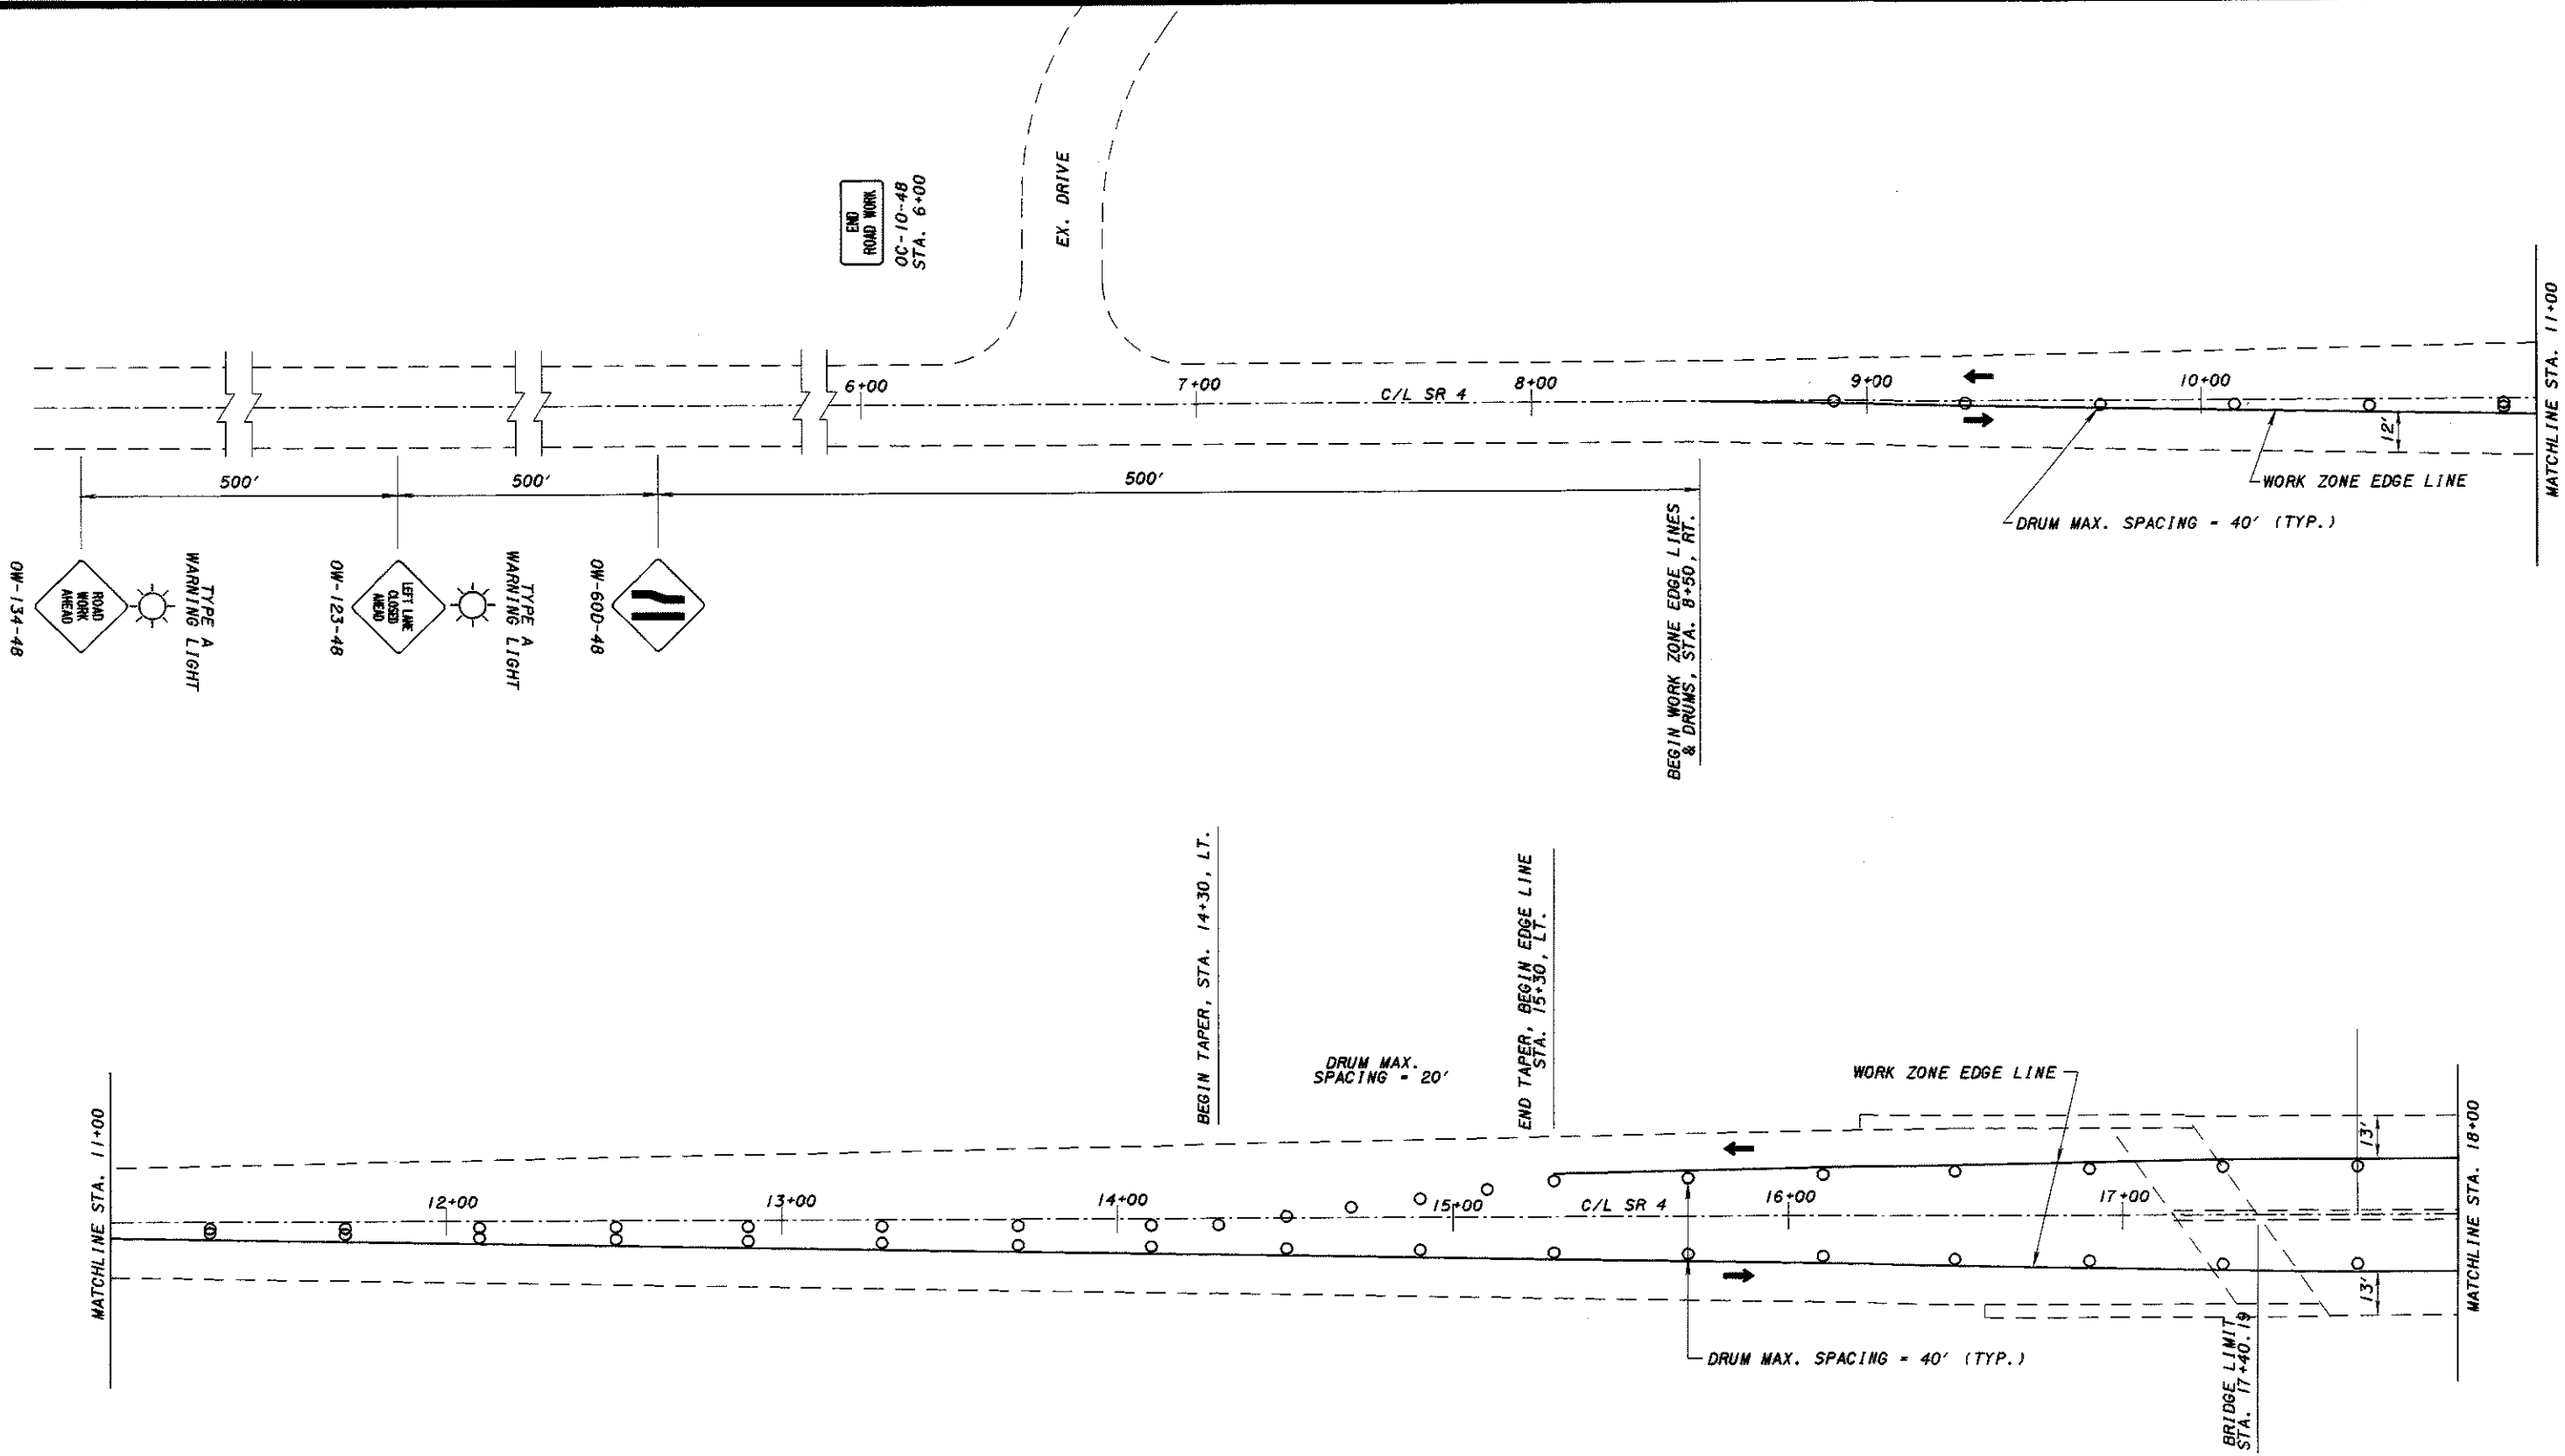 END
ROAD WORK
OC-10-48
STA. 6+00
EX. DRIVE
MATCHLINE STA. 11+00
6+00
7+00
8+00
C/L SR 4
9+00
10+00
12'
WORK ZONE EDGE LINE
DRUM MAX. SPACING = 40' (TYP.)
500'
500'
500'
BEGIN WORK ZONE EDGE LINES
& DRUMS, STA. 8+50, RT.
OW-134-48
ROAD
WORK
AHEAD
TYPE A
WARNING LIGHT
OW-123-48
LEFT LANE
CLOSED
AHEAD
TYPE A
WARNING LIGHT
OW-600-48
BEGIN TAPER, STA. 14+30, LT.
DRUM MAX.
SPACING = 20'
END TAPER, BEGIN EDGE LINE
STA. 15+30, LT.
WORK ZONE EDGE LINE
MATCHLINE STA. 11+00
12+00
13+00
14+00
15+00
C/L SR 4
16+00
17+00
13'
13'
MATCHLINE STA. 18+00
DRUM MAX. SPACING = 40' (TYP.)
BRIDGE LIMIT
STA. 17+40.19